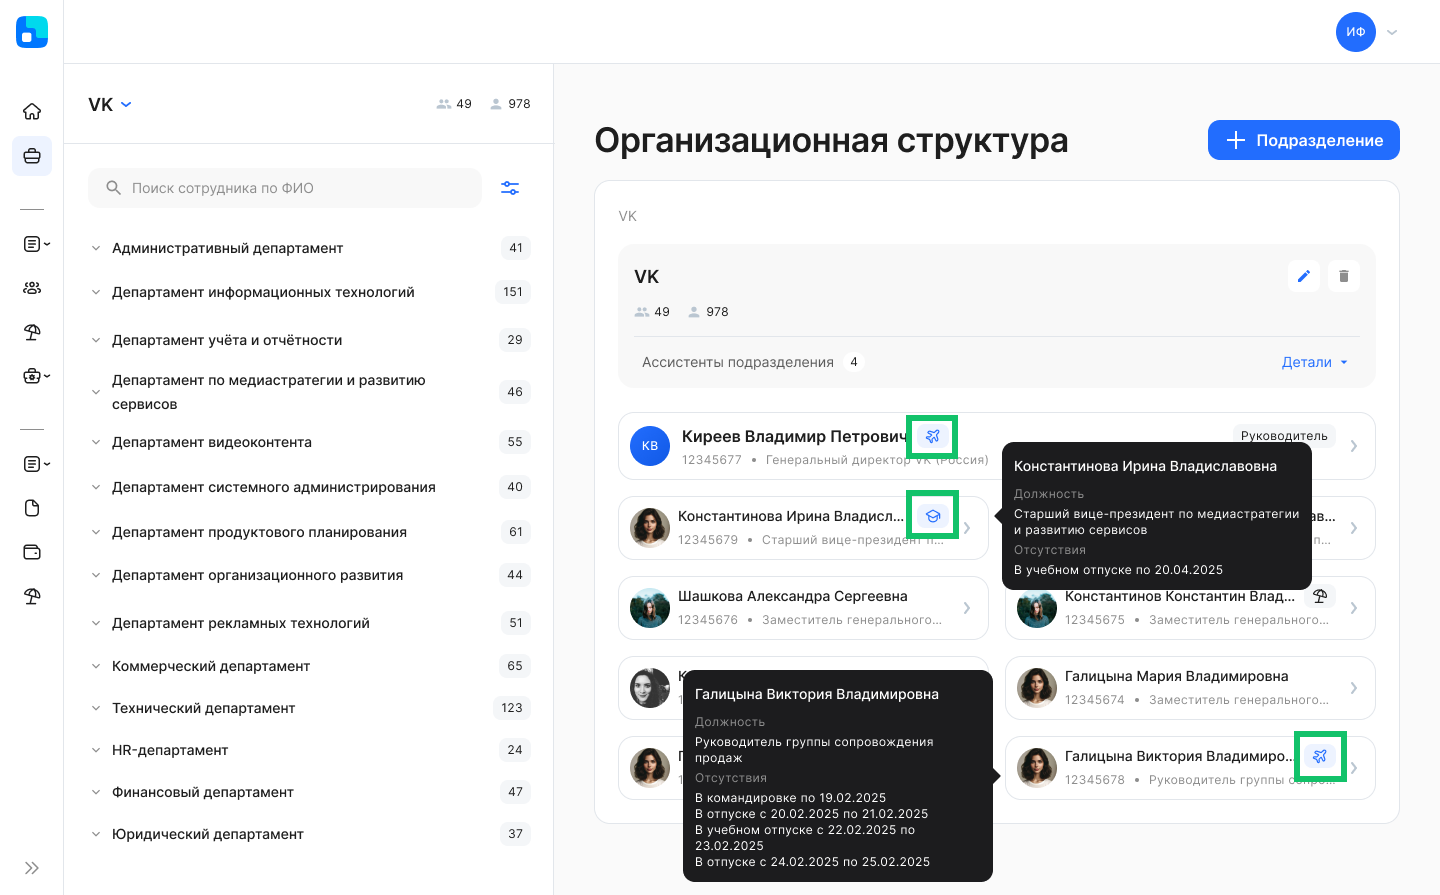 ИФ
VK
49
978
Организационная структура
Подразделение
Поиск сотрудника по ФИО
Административный департамент
41
Департамент информационных технологий
151
Департамент учёта и отчётности
29
Департамент по медиастратегии и развитию
сервисов
46
Департамент видеоконтента
55
Департамент системного администрирования
40
Департамент продуктового планирования
61
Департамент организационного развития
44
Департамент рекламных технологий
51
Коммерческий департамент
65
Технический департамент
123
HR-департамент
24
Финансовый департамент
47
Юридический департамент
37
VK
VK
49
978
Ассистенты подразделения
4
Детали
КВ
Киреев Владимир Петрович
Руководитель
12345677 • Генеральный директор VK (Россия)
Константинова Ирина Владисл...
12345679 • Старший вице-президент п...
Константинова Ирина Владиславовна
Должность
Старший вице-президент по медиастратегии
и развитию сервисов
Отсутствия
В учебном отпуске по 20.04.2025
ав...
п...
Шашкова Александра Сергеевна
12345676 • Заместитель генерального...
Константинов Константин Влад...
12345675 • Заместитель генерального...
Галицына Мария Владимировна
12345674 • Заместитель генерального...
Галицына Виктория Владимировна
Должность
Руководитель группы сопровождения
продаж
Отсутствия
В командировке по 19.02.2025
В отпуске с 20.02.2025 по 21.02.2025
В учебном отпуске с 22.02.2025 по
23.02.2025
В отпуске с 24.02.2025 по 25.02.2025
Галицына Виктория Владимиро...
12345678 • Руководитель группы сопро...